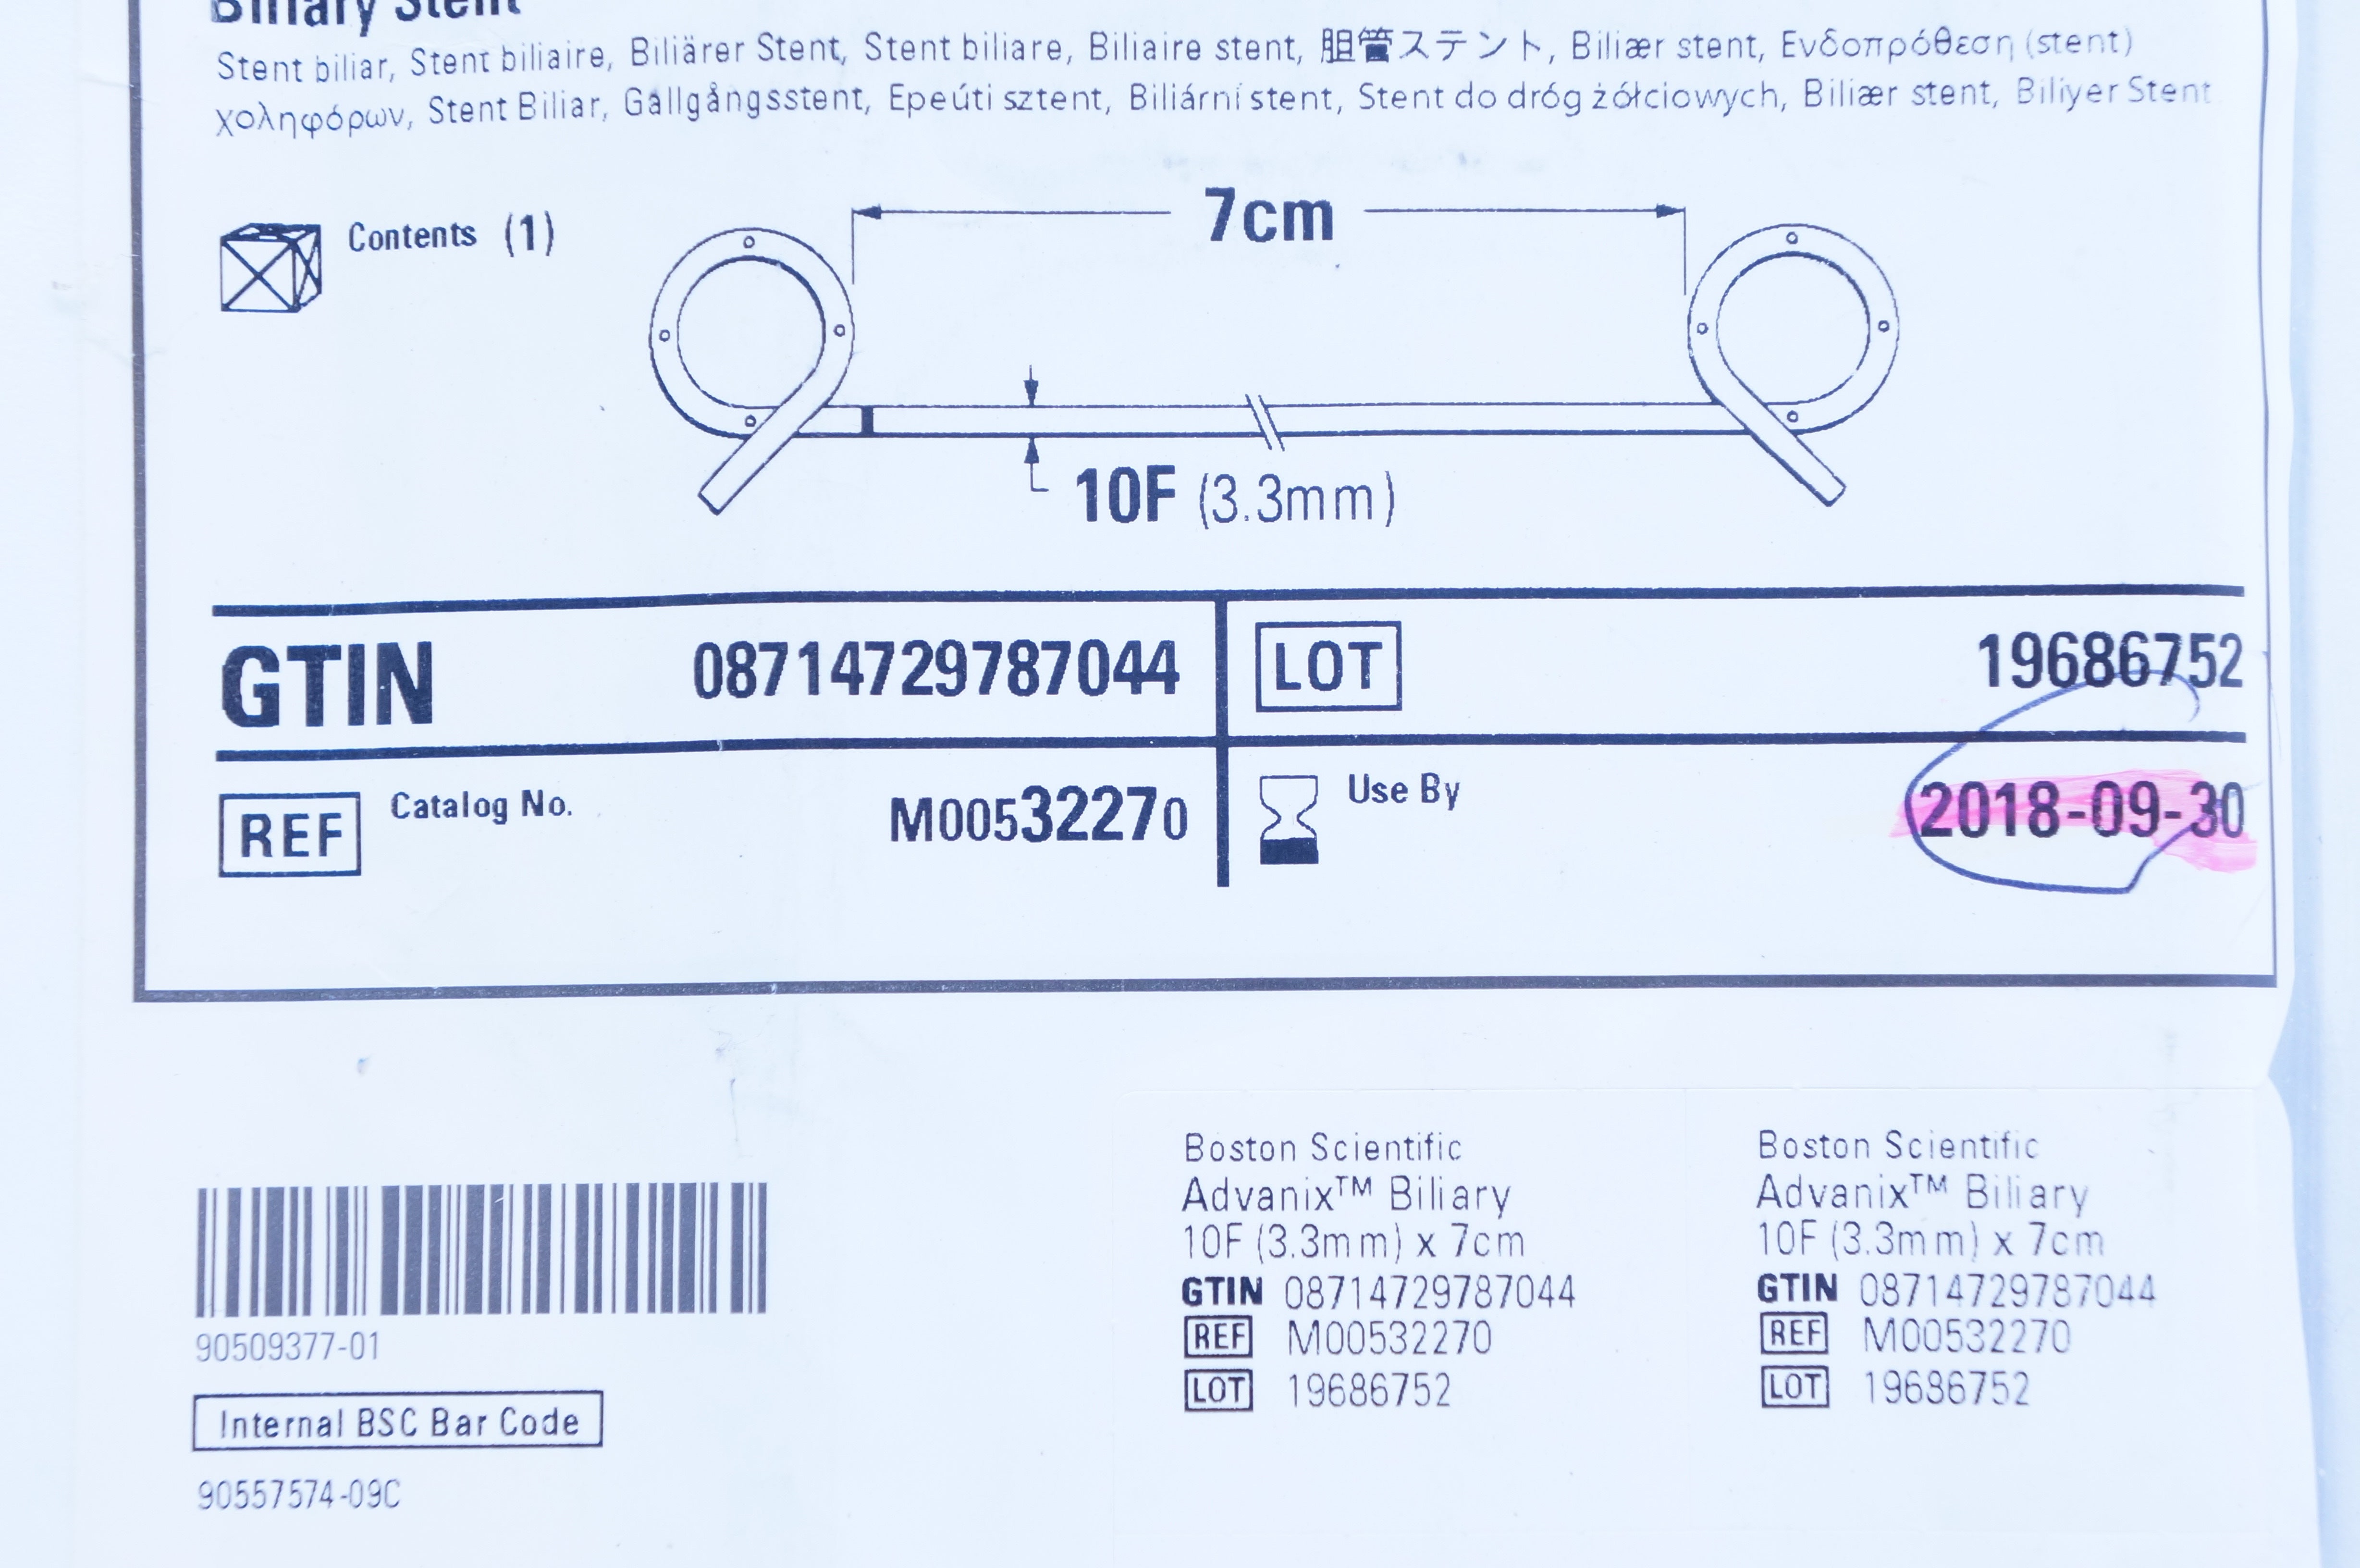 Biliary Stent
Stent biliar, Stent biliaire, Biliärer Stent, Stent biliare, Biliaire stent, 胆管ステント, Biliær stent, Ενδοπρόθεση (stent)
χοληφόρων, Stent Biliar, Gallgångsstent, Epeúti sztent, Biliární stent, Stent do dróg żółciowych, Biliær stent, Biliyer Stent
7cm
Contents (1)
10F (3.3mm)
GTIN 08714729787044
LOT 19686752
REF Catalog No. M00532270
Use By 2018-09-30
90509377-01
Internal BSC Bar Code
90557574-09C
Boston Scientific
Advanix™ Biliary
10F (3.3mm) x 7cm
GTIN 08714729787044
REF M00532270
LOT 19686752
Boston Scientific
Advanix™ Biliary
10F (3.3mm) x 7cm
GTIN 08714729787044
REF M00532270
LOT 19686752